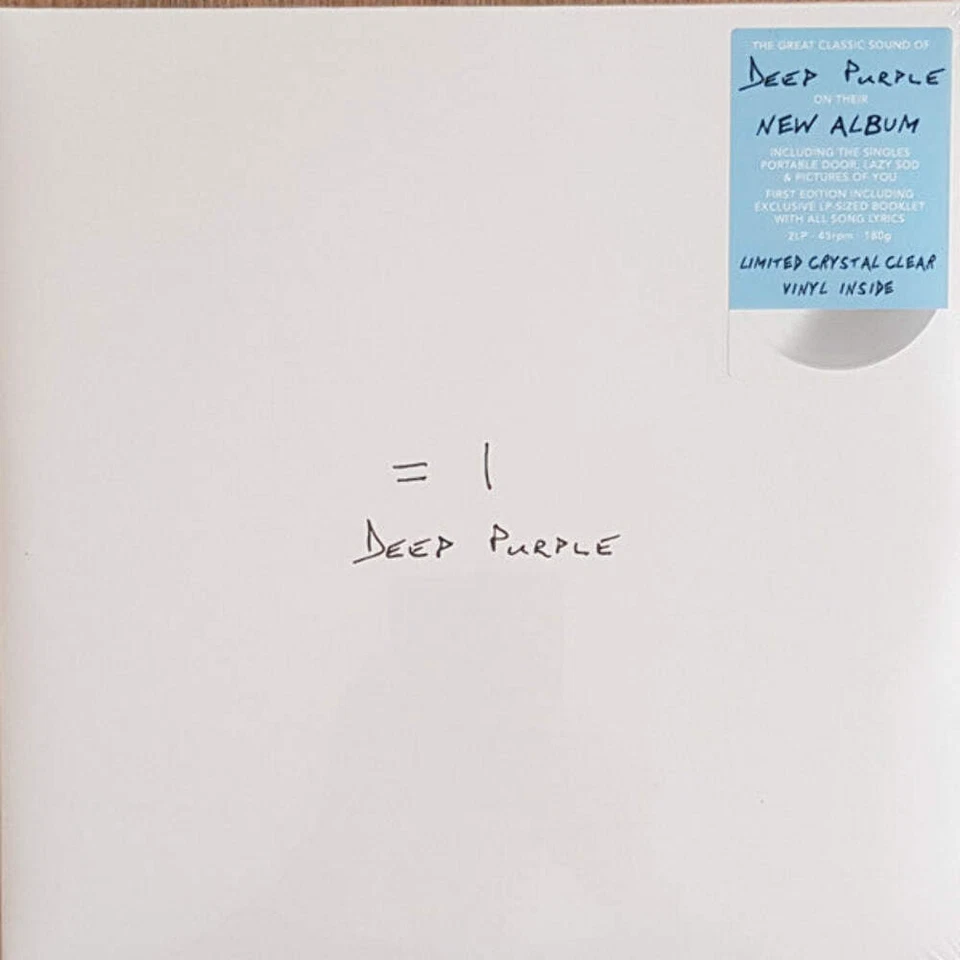 THE GREAT CLASSIC SOUND OF
DEEP PURPLE
ON THEIR
NEW ALBUM
INCLUDING THE SINGLES
PORTABLE DOOR, LAZY SOD
& PICTURES OF YOU
FIRST EDITION INCLUDING
EXCLUSIVE LP-SIZED BOOKLET
WITH ALL SONG LYRICS
2LP · 45rpm · 180g
LIMITED CRYSTAL CLEAR
VINYL INSIDE
= 1
DEEP PURPLE